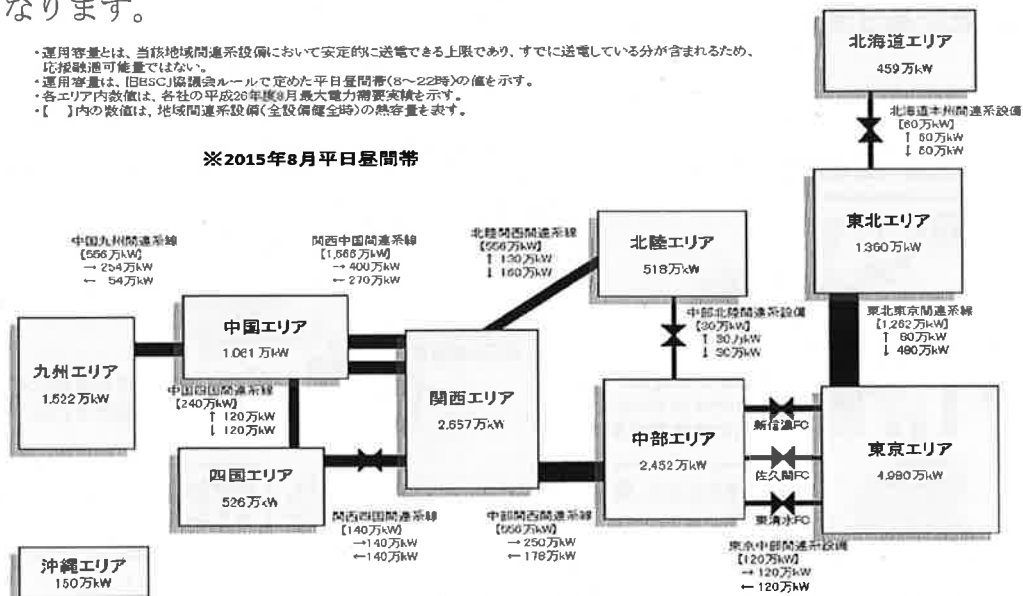 なります。
・運用容量とは、当該地域間連系設備において安定的に送電できる上限であり、すでに送電している分が含まれるため、
応援融通可能量ではない。
・運用容量は、旧ESCJ協議会ルールで定めた平日昼間帯(8～22時)の値を示す。
・各エリア内数値は、各社の平成26年度8月最大電力需要実績を示す。
・【　】内の数値は、地域間連系設備(全設備健全時)の熱容量を表す。
※2015年8月平日昼間帯
北海道エリア
459万kW
北海道本州間連系設備
【60万kW】
↑ 60万kW
↓ 60万kW
東北エリア
1,360万kW
東北東京間連系線
【1,262万kW】
↑ 80万kW
↓ 480万kW
北陸関西間連系線
【556万kW】
↑ 130万kW
↓ 160万kW
北陸エリア
518万kW
中部北陸間連系設備
【30万kW】
↑ 30万kW
↓ 30万kW
中国九州間連系線
【556万kW】
→ 254万kW
← 54万kW
関西中国間連系線
【1,666万kW】
→ 400万kW
← 270万kW
中国エリア
1,061万kW
九州エリア
1,522万kW
中国四国間連系線
【240万kW】
↑ 120万kW
↓ 120万kW
関西エリア
2,657万kW
四国エリア
526万kW
関西四国間連系線
【140万kW】
→140万kW
←140万kW
中部関西間連系線
【556万kW】
→ 250万kW
← 178万kW
中部エリア
2,452万kW
新信濃FC
佐久間FC
東清水FC
東京エリア
4,980万kW
東京中部間連系設備
【120万kW】
→ 120万kW
← 120万kW
沖縄エリア
150万kW